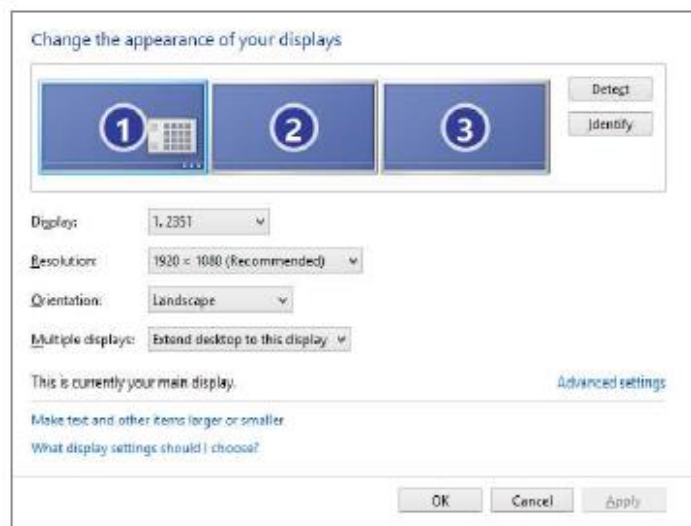 Change the appearance of your displays
1
2
3
Detect
Identify
Display: 1. 2351
Resolution: 1920 × 1080 (Recommended)
Orientation: Landscape
Multiple displays: Extend desktop to this display
This is currently your main display. Advanced settings
Make text and other items larger or smaller
What display settings should I choose?
OK Cancel Apply